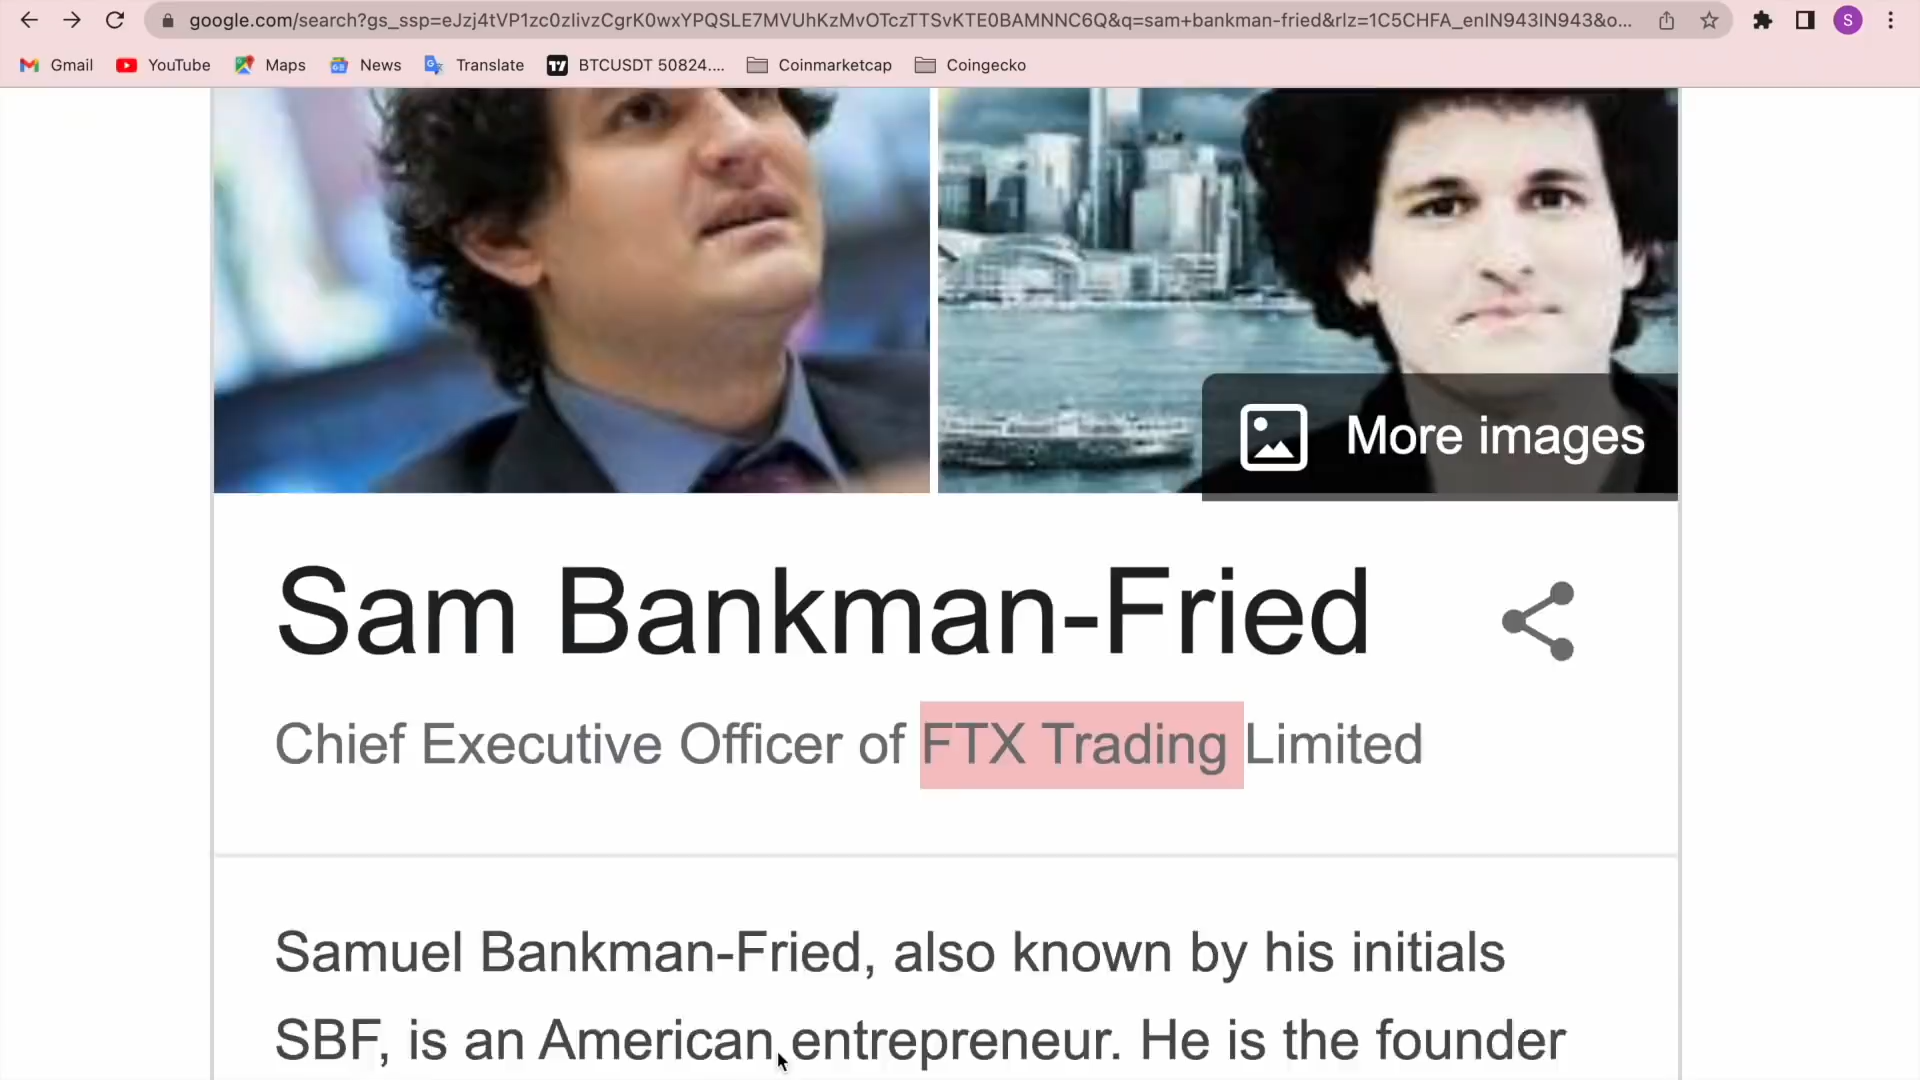 google.com/search?gs_ssp=eJzj4tVP1zc0zIivzCgrK0wxYPQSLE7MVUhKzMvOTczTTSvKTE0BAMNNC6Q&q=sam+bankman-fried&rlz=1C5CHFA_enIN943IN943&o...
S
Gmail YouTube Maps News Translate BTCUSDT 50824.... Coinmarketcap Coingecko
More images
Sam Bankman-Fried
Chief Executive Officer of FTX Trading Limited
Samuel Bankman-Fried, also known by his initials
SBF, is an American entrepreneur. He is the founder